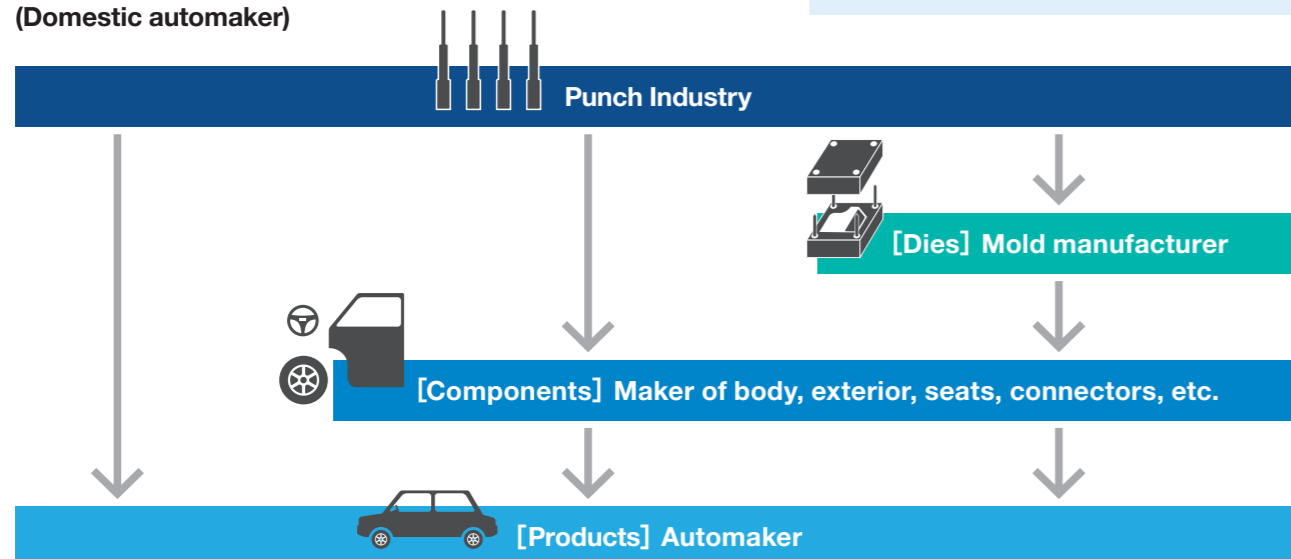 (Domestic automaker)
Punch Industry
[Dies] Mold manufacturer
[Components] Maker of body, exterior, seats, connectors, etc.
[Products] Automaker